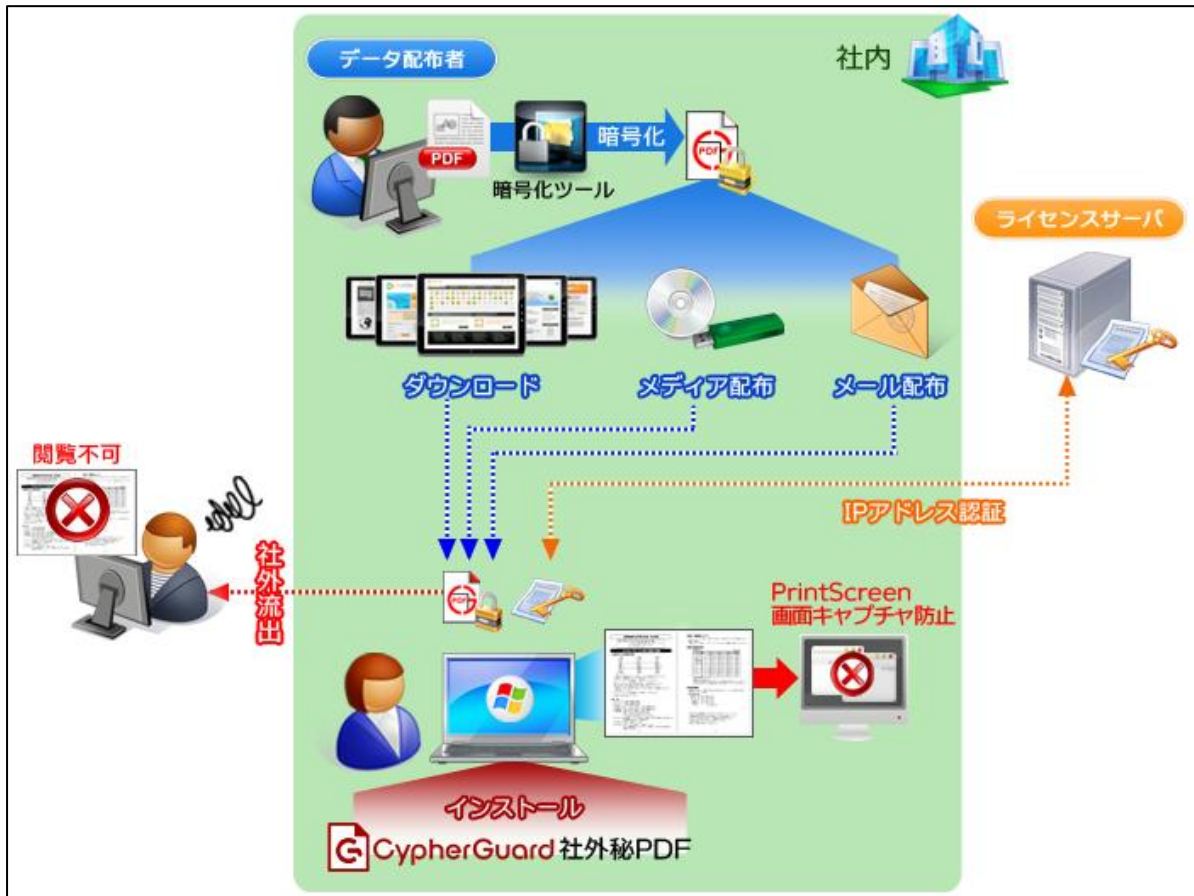 データ配布者
社内
PDF
暗号化
PDF
暗号化ツール
ライセンスサーバ
ダウンロード
メディア配布
メール配布
閲覧不可
IPアドレス認証
社外流出
PDF
PrintScreen
画面キャプチャ防止
インストール
CypherGuard 社外秘PDF